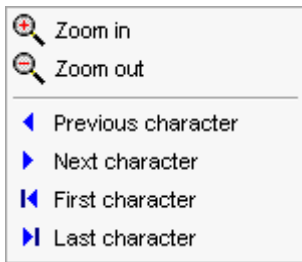 Zoom in
Zoom out
Previous character
Next character
First character
Last character